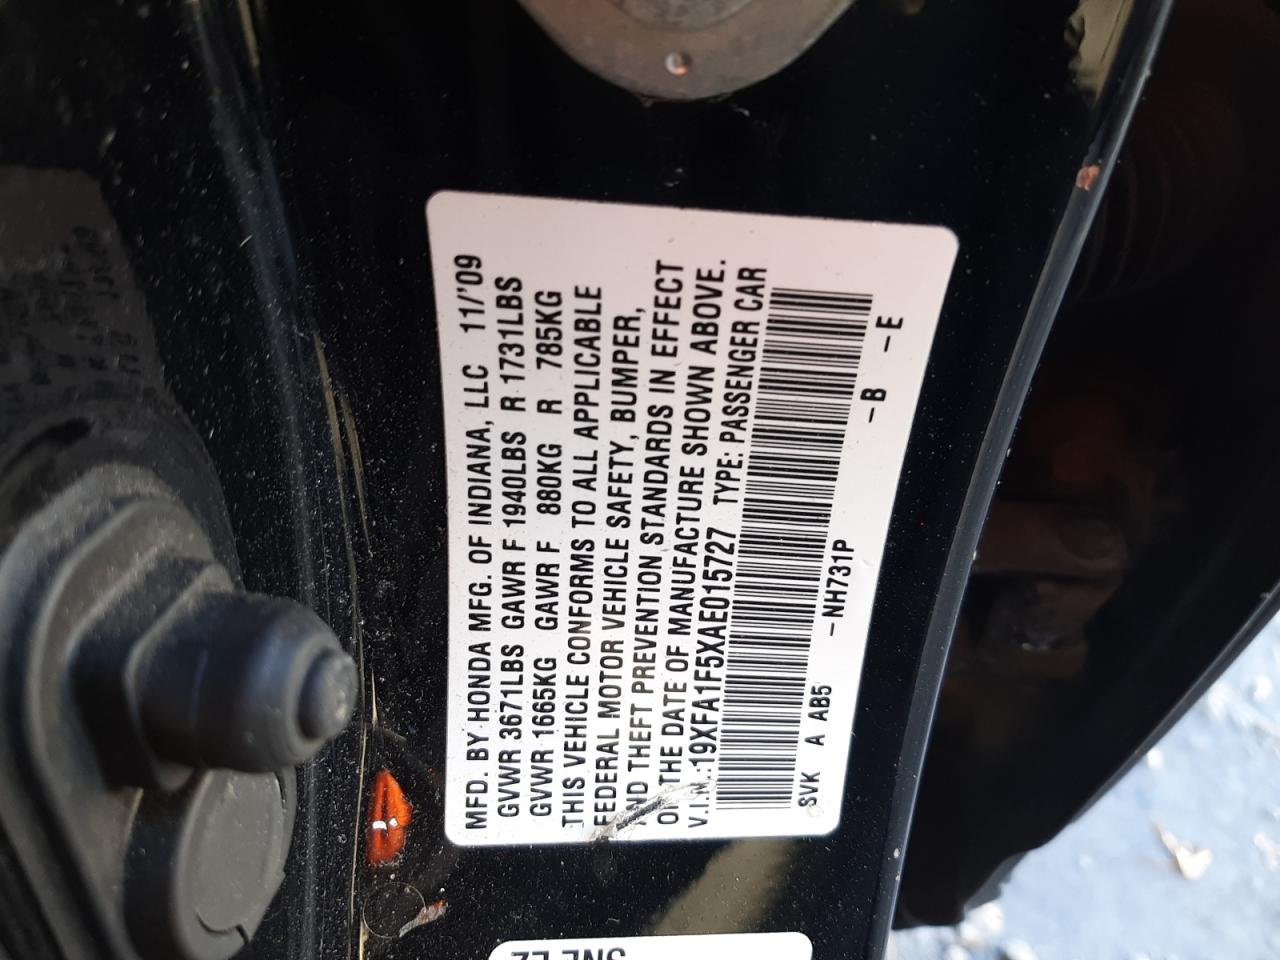 MFD. BY HONDA MFG. OF INDIANA, LLC 11/'09
GVWR 3671LBS GAWR F 1940LBS R 1731LBS
GVWR 1665KG GAWR F 880KG R 785KG
THIS VEHICLE CONFORMS TO ALL APPLICABLE
FEDERAL MOTOR VEHICLE SAFETY, BUMPER,
AND THEFT PREVENTION STANDARDS IN EFFECT
ON THE DATE OF MANUFACTURE SHOWN ABOVE.
V.I.N.:19XFA1F5XAE015727 TYPE: PASSENGER CAR
SVK A AB5 -NH731P -B -E